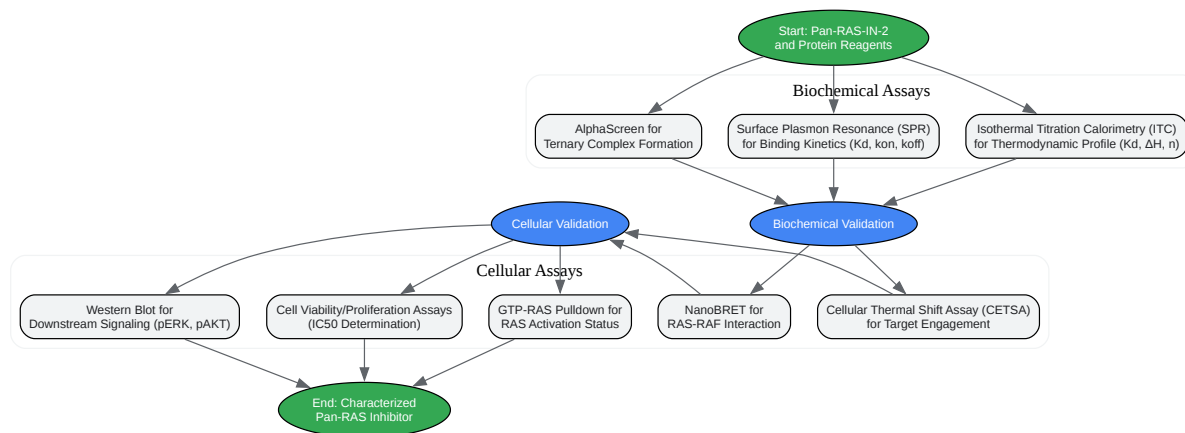 Start: Pan-RAS-IN-2
and Protein Reagents
Biochemical Assays
AlphaScreen for
Ternary Complex Formation
Surface Plasmon Resonance (SPR)
for Binding Kinetics (Kd, kon, koff)
Isothermal Titration Calorimetry (ITC)
for Thermodynamic Profile (Kd, ΔH, n)
Cellular Validation
Biochemical Validation
Cellular Assays
Western Blot for
Downstream Signaling (pERK, pAKT)
Cell Viability/Proliferation Assays
(IC50 Determination)
GTP-RAS Pulldown for
RAS Activation Status
NanoBRET for
RAS-RAF Interaction
Cellular Thermal Shift Assay (CETSA)
for Target Engagement
End: Characterized
Pan-RAS Inhibitor